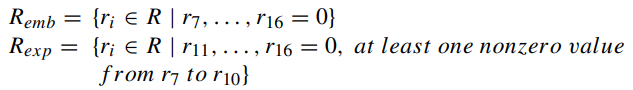 R_emb = {r_i ∈ R | r_7, . . . , r_16 = 0}
R_exp = {r_i ∈ R | r_11, . . . , r_16 = 0, at least one nonzero value
from r_7 to r_10}